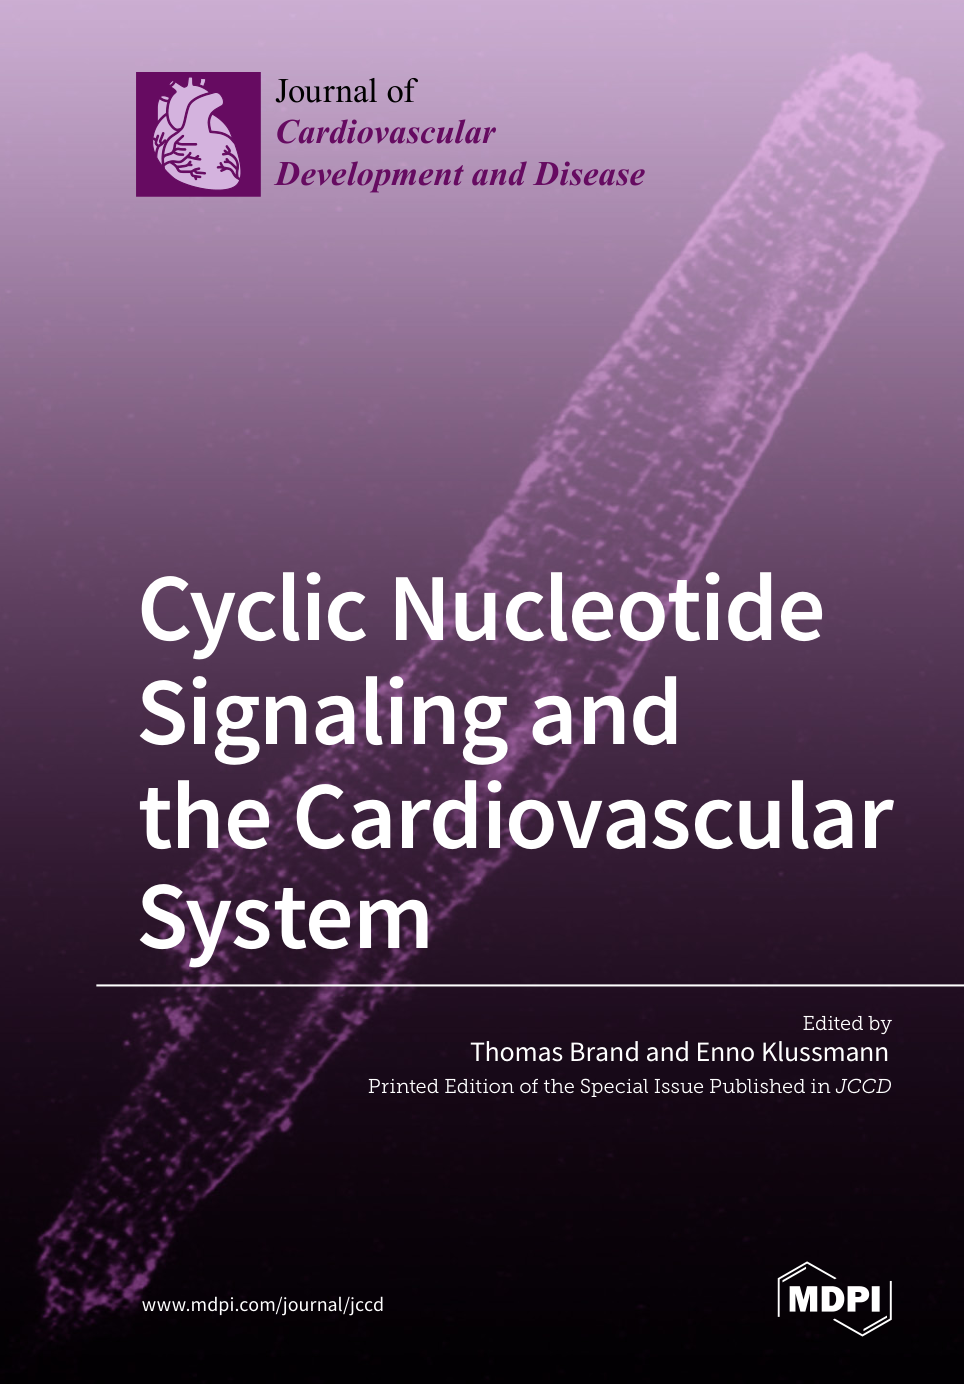 Journal of
Cardiovascular
Development and Disease
Cyclic Nucleotide
Signaling and
the Cardiovascular
System
Edited by
Thomas Brand and Enno Klussmann
Printed Edition of the Special Issue Published in JCCD
www.mdpi.com/journal/jccd
MDPI